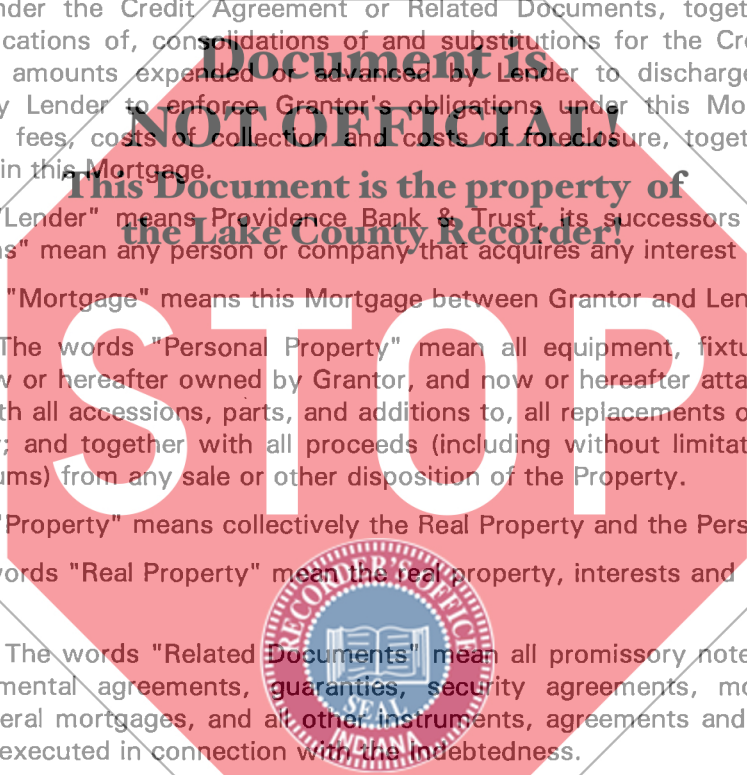 nder the Credit Agreement or Related Documents, toget
cations of, consolidations of and substitutions for the Cre
Document is
amounts expended or advanced by Lender to discharge
y Lender to enforce Grantor's obligations under this Mo
NOT OFFICIAL!
fees, costs of collection and costs of foreclosure, toget
in this Mortgage.
This Document is the property of
"Lender" means Providence Bank & Trust, its successors
the Lake County Recorder!
ns" mean any person or company that acquires any interest
"Mortgage" means this Mortgage between Grantor and Len
STOP
The words "Personal Property" mean all equipment, fixtu
w or hereafter owned by Grantor, and now or hereafter atta
th all accessions, parts, and additions to, all replacements o
; and together with all proceeds (including without limitat
ums) from any sale or other disposition of the Property.
"Property" means collectively the Real Property and the Pers
words "Real Property" mean the real property, interests and
RECORDER'S OFFICE
The words "Related Documents" mean all promissory note
mental agreements, guaranties, security agreements, mo
SEAL
eral mortgages, and all other instruments, agreements and
INDIANA
executed in connection with the Indebtedness.